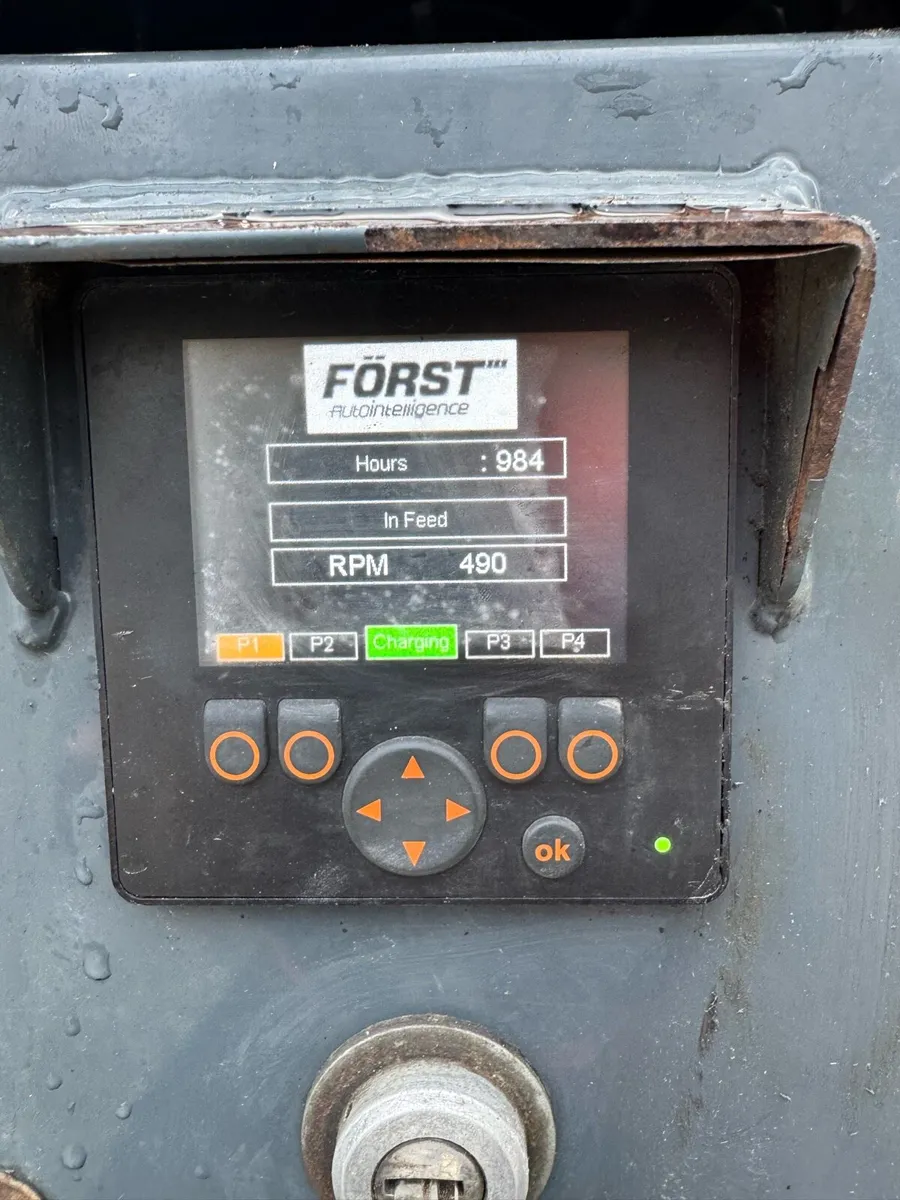 FÖRST
Autointelligence
Hours : 984
In Feed
RPM 490
P1 P2 Charging P3 P4
ok